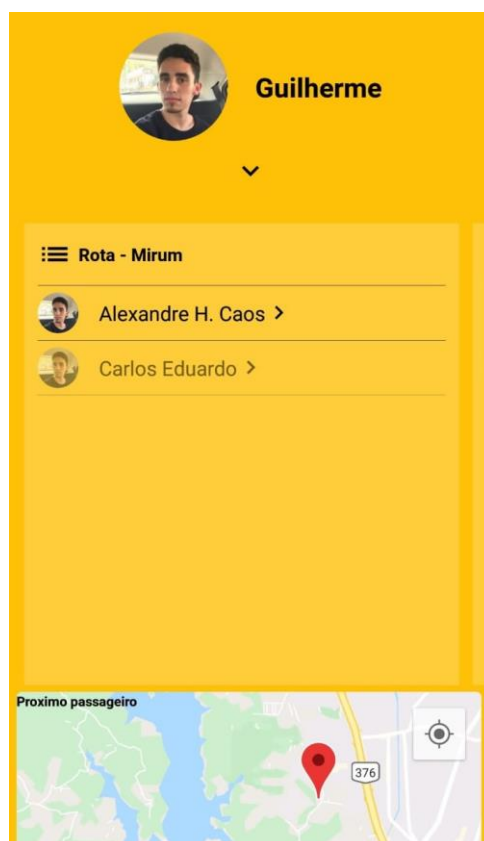 Guilherme
Rota - Mirum
Alexandre H. Caos
Carlos Eduardo
Proximo passageiro
376